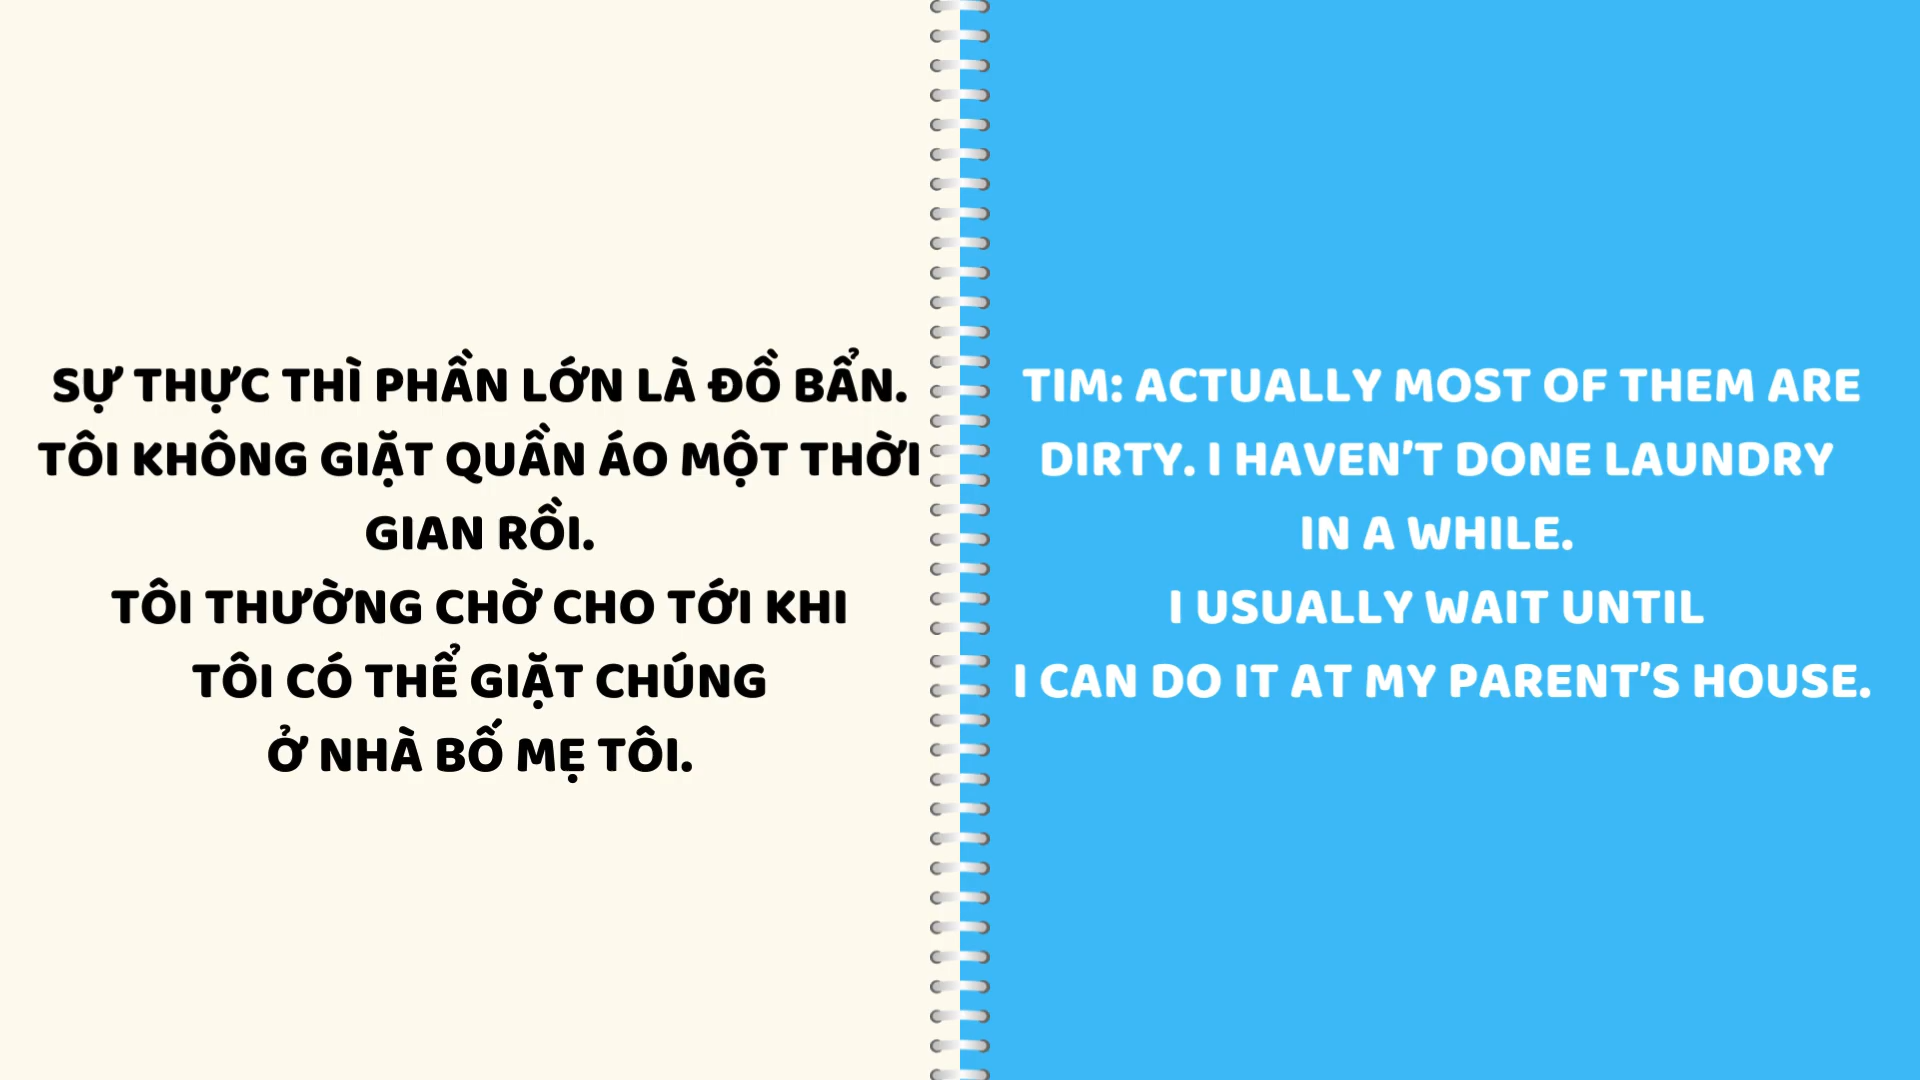 SỰ THỰC THÌ PHẦN LỚN LÀ ĐỒ BẨN.
TÔI KHÔNG GIẶT QUẦN ÁO MỘT THỜI
GIAN RỒI.
TÔI THƯỜNG CHỜ CHO TỚI KHI
TÔI CÓ THỂ GIẶT CHÚNG
Ở NHÀ BỐ MẸ TÔI.
TIM: ACTUALLY MOST OF THEM ARE
DIRTY. I HAVEN'T DONE LAUNDRY
IN A WHILE.
I USUALLY WAIT UNTIL
I CAN DO IT AT MY PARENT'S HOUSE.